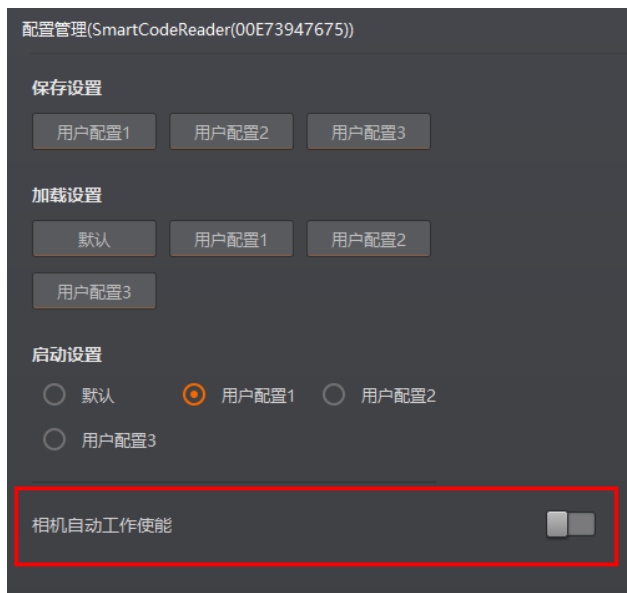 配置管理(SmartCodeReader(00E73947675))
保存设置
用户配置1 用户配置2 用户配置3
加载设置
默认 用户配置1 用户配置2
用户配置3
启动设置
默认 用户配置1 用户配置2
用户配置3
相机自动工作使能